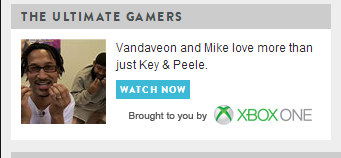 THE ULTIMATE GAMERS
Vandaveon and Mike love more than
just Key & Peele.
WATCH NOW
Brought to you by XBOX ONE